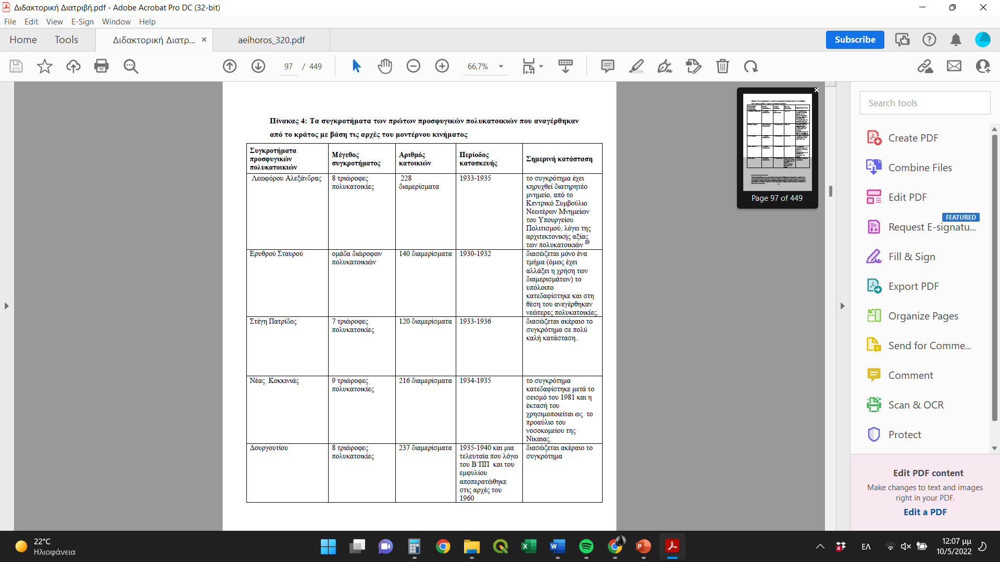 Διδακτορική Διατριβή.pdf - Adobe Acrobat Pro DC (32-bit)
File Edit View E-Sign Window Help
Home Tools Διδακτορική Διατρ... × aeihoros_320.pdf Subscribe
97 / 449 66,7%
Πίνακας 4: Τα συγκροτήματα των πρώτων προσφυγικών πολυκατοικιών που αναγέρθηκαν
από το κράτος με βάση τις αρχές του μοντέρνου κινήματος
Συγκροτήματα
προσφυγικών
πολυκατοικιών
Μέγεθος
συγκροτήματος
Αριθμός
κατοικιών
Περίοδος
κατασκευής
Σημερινή κατάσταση
Λεωφόρου Αλεξάνδρας
8 τριώροφες
πολυκατοικίες
228
διαμερίσματα
1933-1935
το συγκρότημα έχει
κηρυχθεί διατηρητέο
μνημείο, από το
Κεντρικό Συμβούλιο
Νεωτέρων Μνημείων
του Υπουργείου
Πολιτισμού, λόγω της
αρχιτεκτονικής αξίας
των πολυκατοικιών 89
Ερυθρού Σταυρού
ομάδα διώροφων
πολυκατοικιών
140 διαμερίσματα
1930-1932
διασώζεται μόνο ένα
τμήμα (όμως έχει
αλλάξει η χρήση των
διαμερισμάτων) το
υπόλοιπο
κατεδαφίστηκε και στη
θέση του ανεγέρθηκαν
νεώτερες πολυκατοικίες.
Στέγη Πατρίδος
7 τριώροφες
πολυκατοικίες
120 διαμερίσματα
1933-1936
διασώζεται ακέραιο το
συγκρότημα σε πολύ
καλή κατάσταση.
Νέας Κοκκινιάς
9 τριώροφες
πολυκατοικίες
216 διαμερίσματα
1934-1935
το συγκρότημα
κατεδαφίστηκε μετά το
σεισμό του 1981 και η
έκτασή του
χρησιμοποιείται ως το
προαύλιο του
νοσοκομείου της
Νίκαιας.
Δουργουτίου
8 τριώροφες
πολυκατοικίες
237 διαμερίσματα
1935-1940 και μια
τελευταία που λόγω
του Β΄ΠΠ και του
εμφυλίου
αποπερατώθηκε
στις αρχές του
1960
διασώζεται ακέραιο το
συγκρότημα
Page 97 of 449
Search tools
Create PDF
Combine Files
Edit PDF
FEATURED
Request E-signatu...
Fill & Sign
Export PDF
Organize Pages
Send for Comme...
Comment
Scan & OCR
Protect
Edit PDF content
Make changes to text and images
right in your PDF.
Edit a PDF
22°C
Ηλιοφάνεια
4 ΕΛ
12:07 μμ
10/5/2022